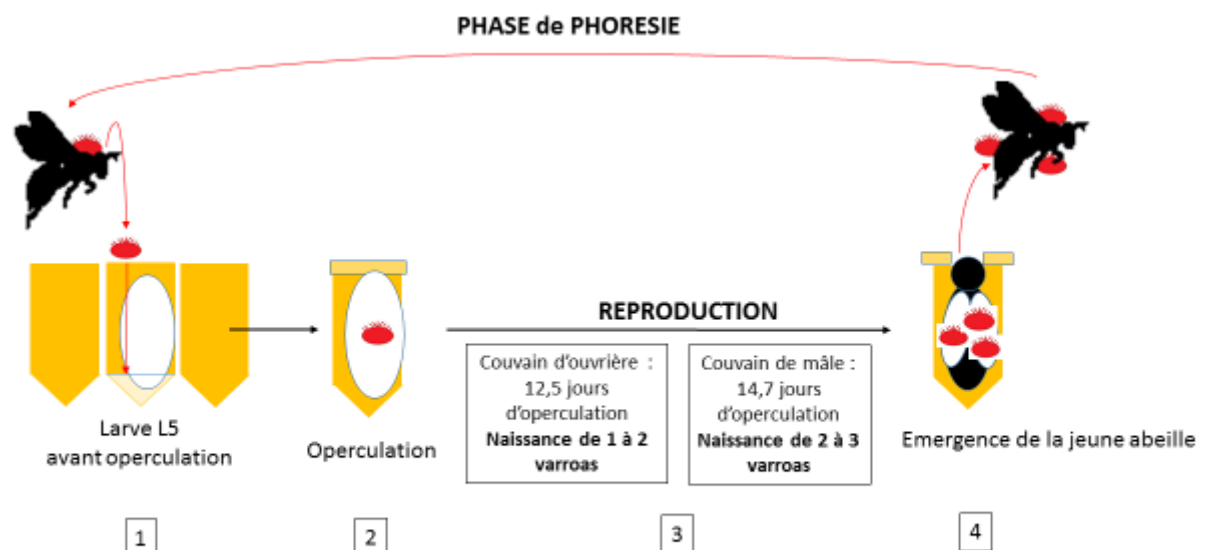 PHASE de PHORESIE
REPRODUCTION
Couvain d'ouvrière :
12,5 jours
d'operculation
Naissance de 1 à 2
varroas
Couvain de mâle :
14,7 jours
d'operculation
Naissance de 2 à 3
varroas
Larve L5
avant operculation
Operculation
Emergence de la jeune abeille
1
2
3
4